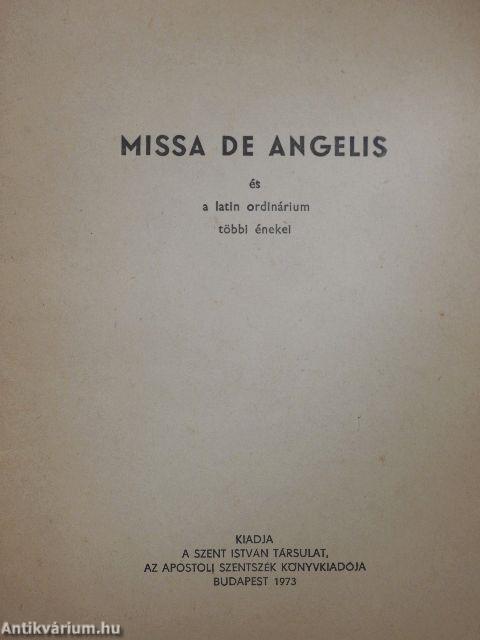 MISSA DE ANGELIS
és
a latin ordinárium
többi énekei
KIADJA
A SZENT ISTVÁN TÁRSULAT,
AZ APOSTOLI SZENTSZÉK KÖNYVKIADÓJA
BUDAPEST 1973
Antikvárium.hu